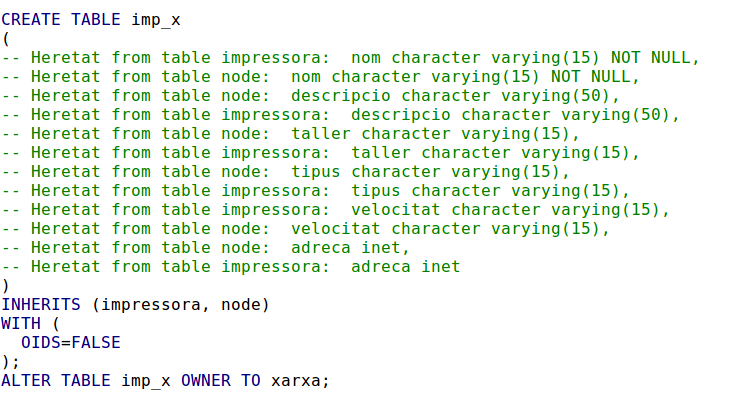 CREATE TABLE imp_x
(
-- Heretat from table impressora:  nom character varying(15) NOT NULL,
-- Heretat from table node:  nom character varying(15) NOT NULL,
-- Heretat from table node:  descripcio character varying(50),
-- Heretat from table impressora:  descripcio character varying(50),
-- Heretat from table node:  taller character varying(15),
-- Heretat from table impressora:  taller character varying(15),
-- Heretat from table node:  tipus character varying(15),
-- Heretat from table impressora:  tipus character varying(15),
-- Heretat from table impressora:  velocitat character varying(15),
-- Heretat from table node:  velocitat character varying(15),
-- Heretat from table node:  adreca inet,
-- Heretat from table impressora:  adreca inet
)
INHERITS (impressora, node)
WITH (
  OIDS=FALSE
);
ALTER TABLE imp_x OWNER TO xarxa;